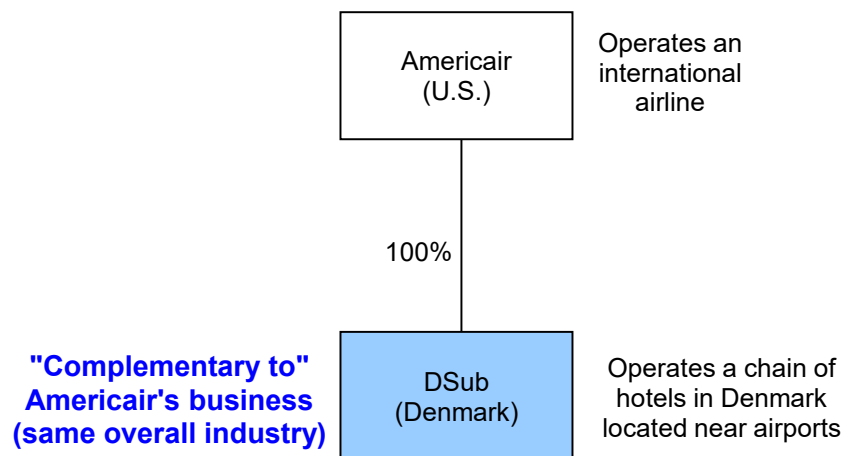 Americair
(U.S.)
Operates an
international
airline
100%
"Complementary to"
Americair's business
(same overall industry)
DSub
(Denmark)
Operates a chain of
hotels in Denmark
located near airports